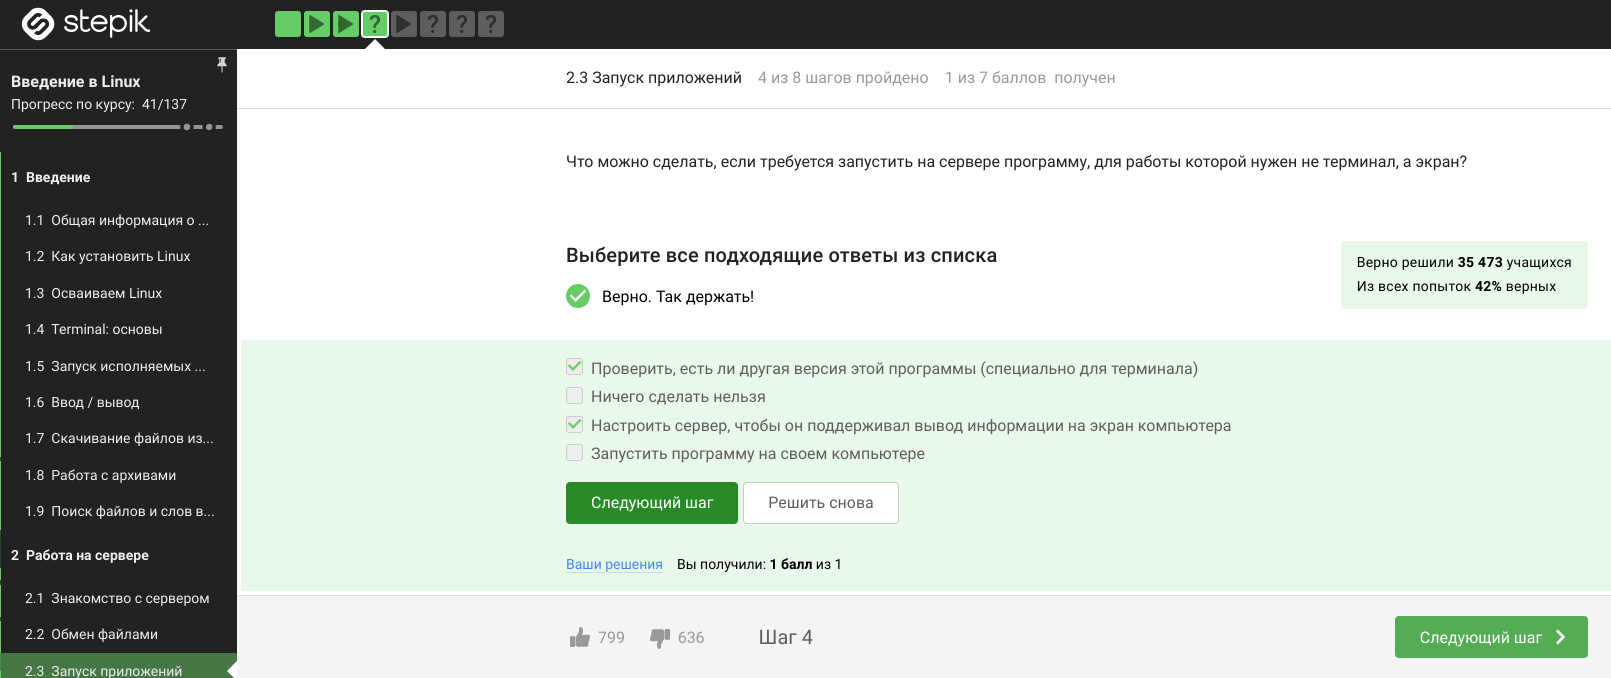 stepik
? ? ? ?
Введение в Linux
Прогресс по курсу: 41/137
1 Введение
1.1 Общая информация о ...
1.2 Как установить Linux
1.3 Осваиваем Linux
1.4 Terminal: основы
1.5 Запуск исполняемых ...
1.6 Ввод / вывод
1.7 Скачивание файлов из...
1.8 Работа с архивами
1.9 Поиск файлов и слов в...
2 Работа на сервере
2.1 Знакомство с сервером
2.2 Обмен файлами
2.3 Запуск приложений
2.3 Запуск приложений 4 из 8 шагов пройдено 1 из 7 баллов получен
Что можно сделать, если требуется запустить на сервере программу, для работы которой нужен не терминал, а экран?
Выберите все подходящие ответы из списка
Верно. Так держать!
Верно решили 35 473 учащихся
Из всех попыток 42% верных
Проверить, есть ли другая версия этой программы (специально для терминала)
Ничего сделать нельзя
Настроить сервер, чтобы он поддерживал вывод информации на экран компьютера
Запустить программу на своем компьютере
Следующий шаг Решить снова
Ваши решения Вы получили: 1 балл из 1
799 636 Шаг 4 Следующий шаг